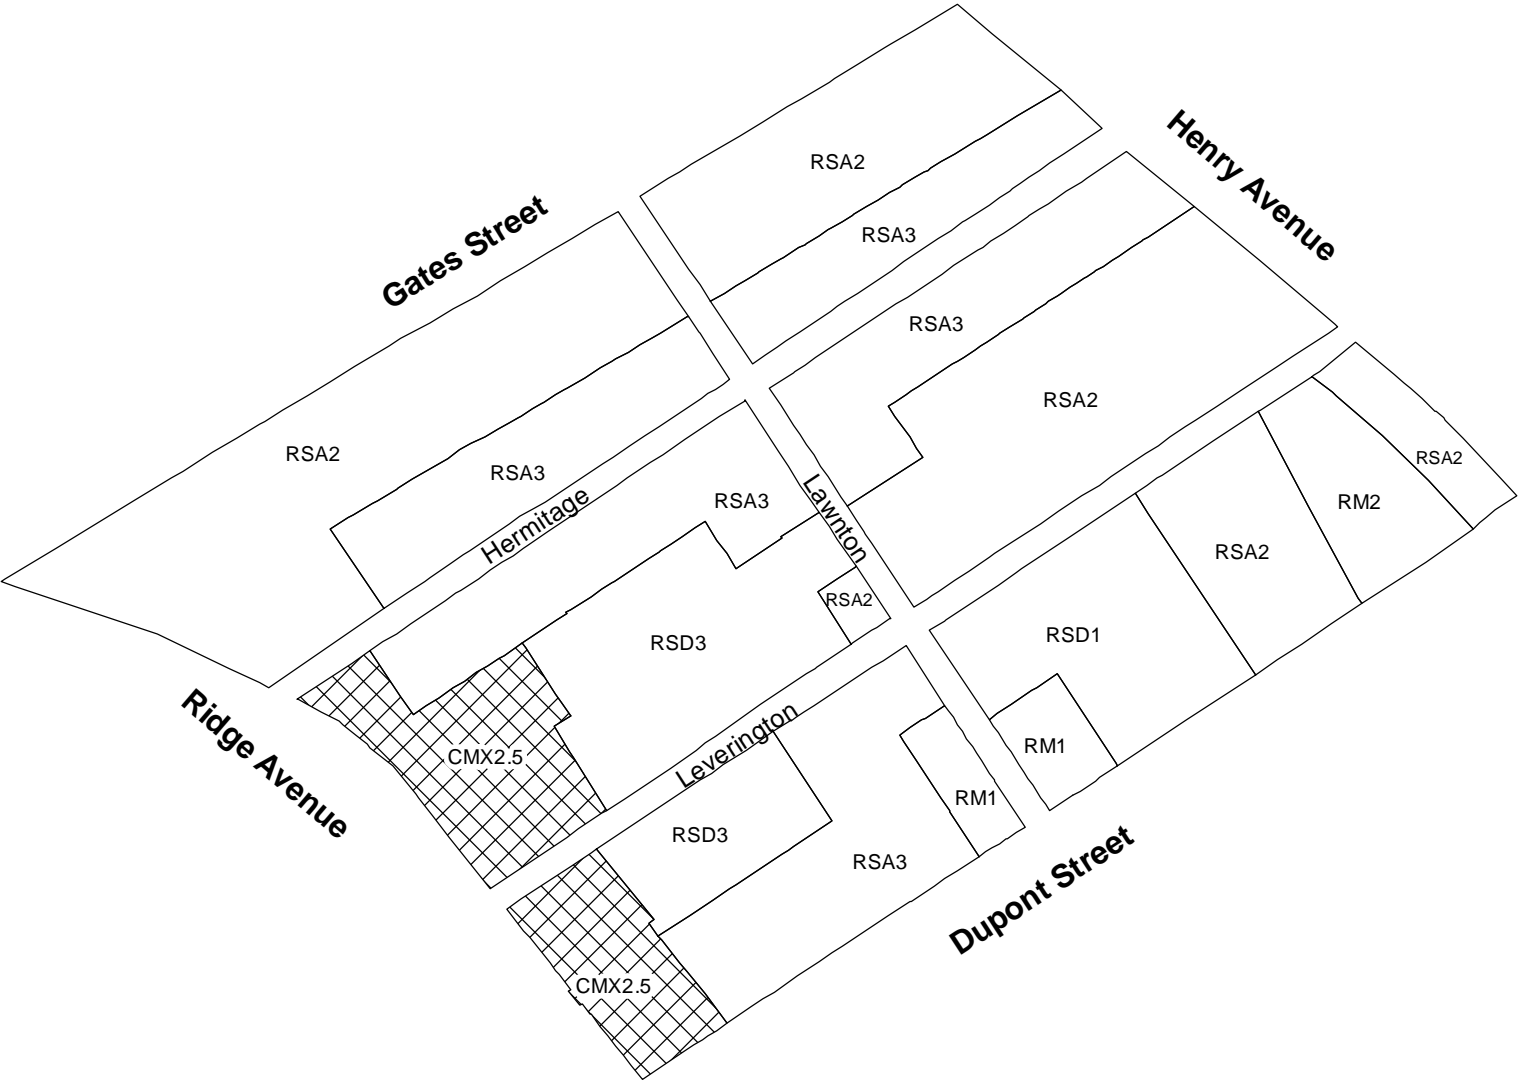 Henry Avenue
RSA2
Gates Street
RSA3
RSA3
RSA2
RSA2
RSA2
RSA3
RSA3
Lawnton
RM2
Hermitage
RSA2
RSA2
RSD3
RSD1
Ridge Avenue
Leverington
RM1
CMX2.5
RM1
RSD3
RSA3
Dupont Street
CMX2.5